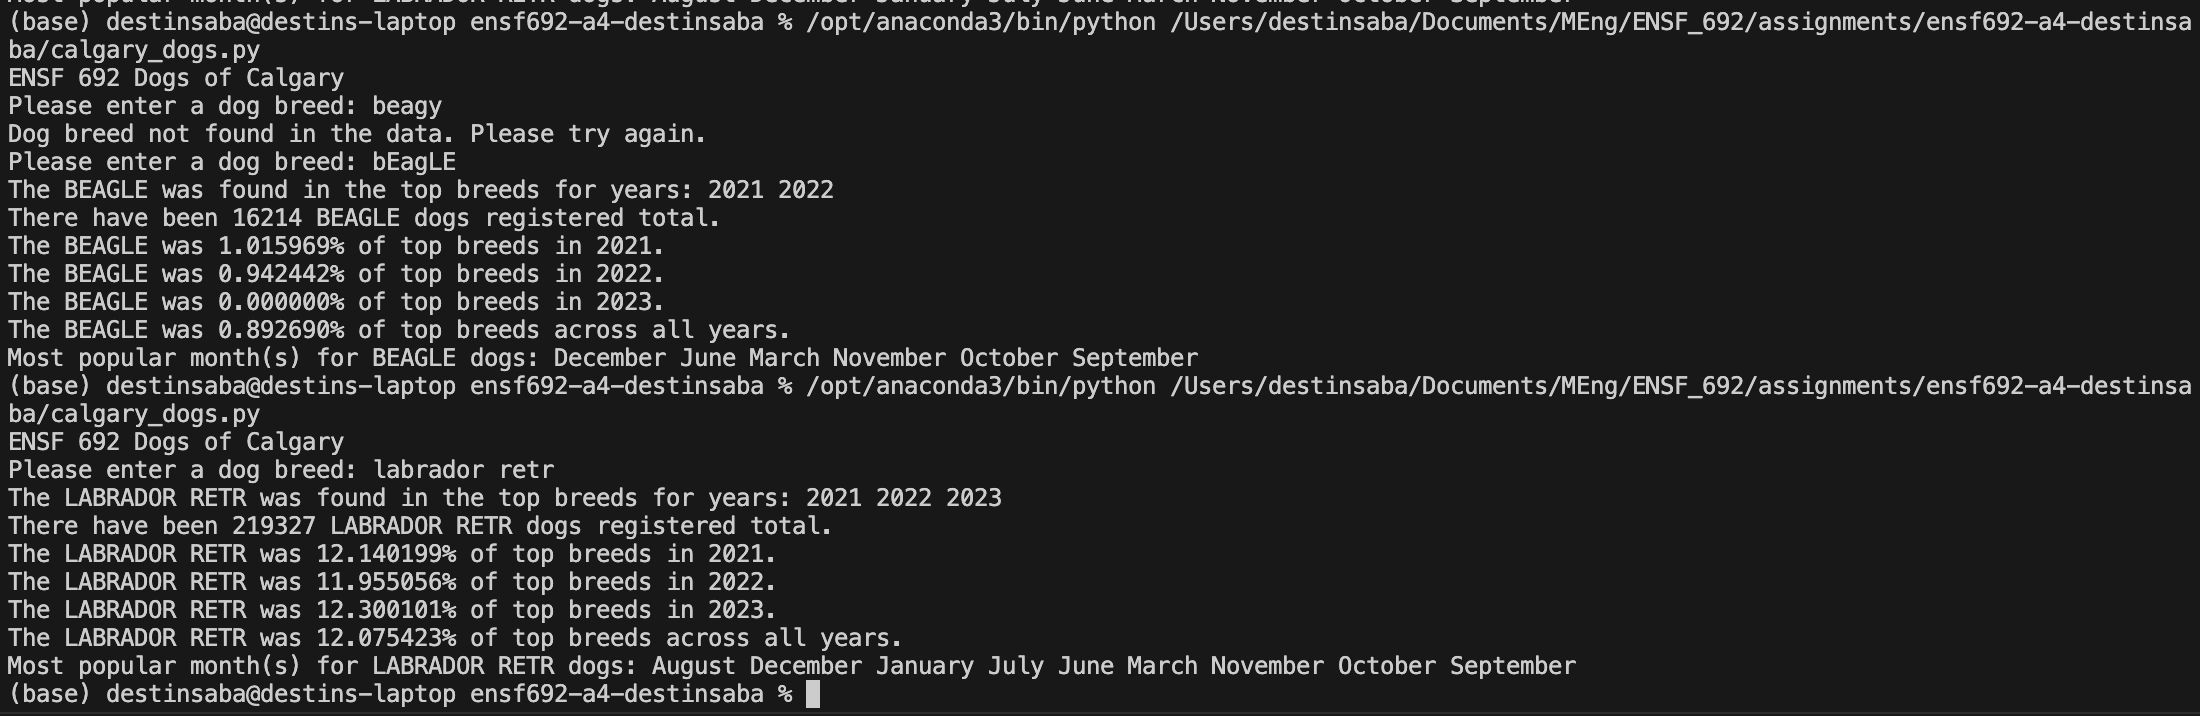 Most popular month(s) for LABRADOR RETR dogs: August December January July June March November October September
(base) destinsaba@destins-laptop ensf692-a4-destinsaba % /opt/anaconda3/bin/python /Users/destinsaba/Documents/MEng/ENSF_692/assignments/ensf692-a4-destinsa
ba/calgary_dogs.py
ENSF 692 Dogs of Calgary
Please enter a dog breed: beagy
Dog breed not found in the data. Please try again.
Please enter a dog breed: bEagLE
The BEAGLE was found in the top breeds for years: 2021 2022
There have been 16214 BEAGLE dogs registered total.
The BEAGLE was 1.015969% of top breeds in 2021.
The BEAGLE was 0.942442% of top breeds in 2022.
The BEAGLE was 0.000000% of top breeds in 2023.
The BEAGLE was 0.892690% of top breeds across all years.
Most popular month(s) for BEAGLE dogs: December June March November October September
(base) destinsaba@destins-laptop ensf692-a4-destinsaba % /opt/anaconda3/bin/python /Users/destinsaba/Documents/MEng/ENSF_692/assignments/ensf692-a4-destinsa
ba/calgary_dogs.py
ENSF 692 Dogs of Calgary
Please enter a dog breed: labrador retr
The LABRADOR RETR was found in the top breeds for years: 2021 2022 2023
There have been 219327 LABRADOR RETR dogs registered total.
The LABRADOR RETR was 12.140199% of top breeds in 2021.
The LABRADOR RETR was 11.955056% of top breeds in 2022.
The LABRADOR RETR was 12.300101% of top breeds in 2023.
The LABRADOR RETR was 12.075423% of top breeds across all years.
Most popular month(s) for LABRADOR RETR dogs: August December January July June March November October September
(base) destinsaba@destins-laptop ensf692-a4-destinsaba %